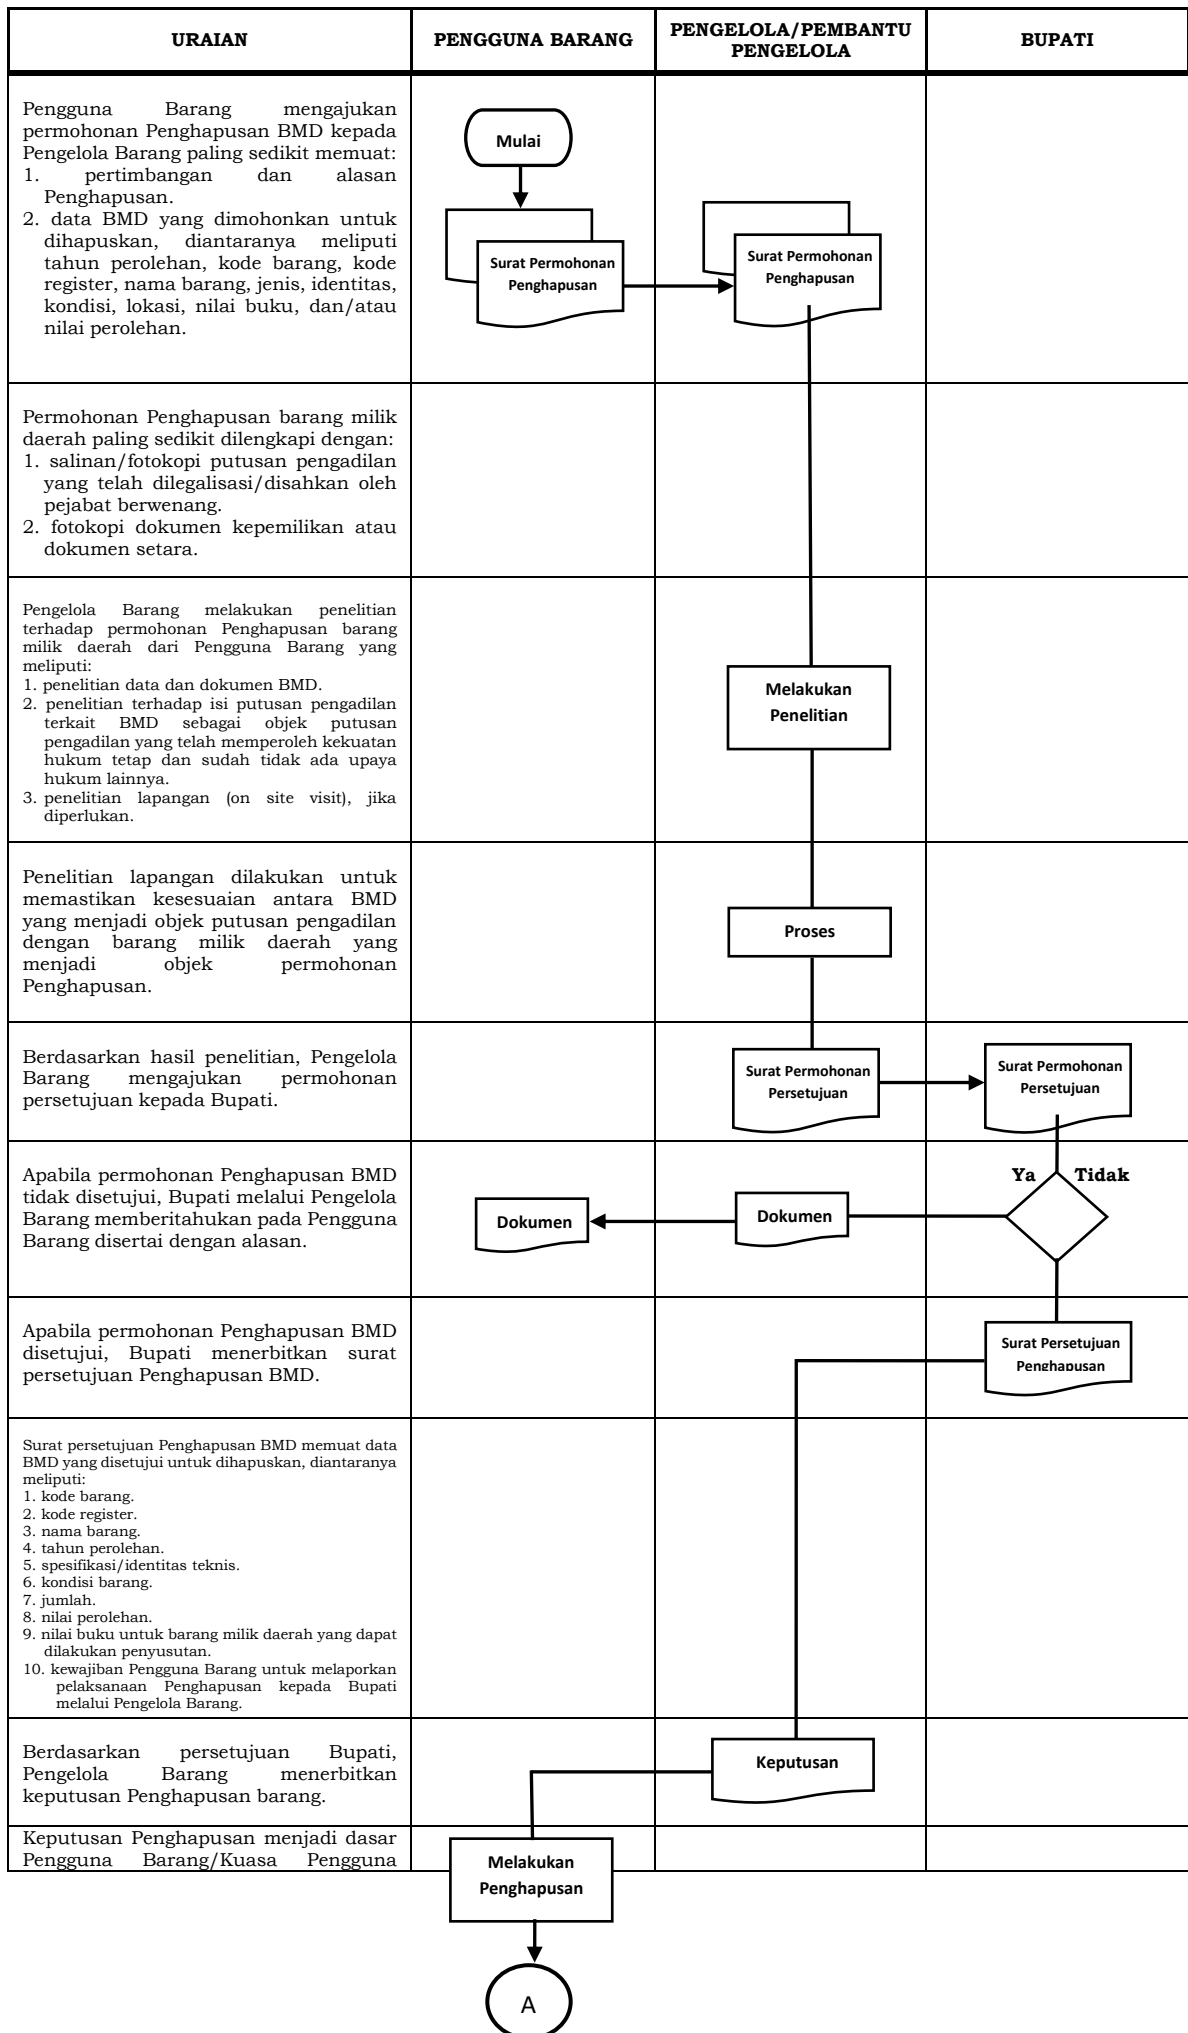 URAIAN
PENGGUNA BARANG
PENGELOLA/PEMBANTU
PENGELOLA
BUPATI
Pengguna Barang mengajukan
permohonan Penghapusan BMD kepada
Pengelola Barang paling sedikit memuat:
1. pertimbangan dan alasan
Penghapusan.
2. data BMD yang dimohonkan untuk
dihapuskan, diantaranya meliputi
tahun perolehan, kode barang, kode
register, nama barang, jenis, identitas,
kondisi, lokasi, nilai buku, dan/atau
nilai perolehan.
Mulai
Surat Permohonan
Penghapusan
Surat Permohonan
Penghapusan
Permohonan Penghapusan barang milik
daerah paling sedikit dilengkapi dengan:
1. salinan/fotokopi putusan pengadilan
yang telah dilegalisasi/disahkan oleh
pejabat berwenang.
2. fotokopi dokumen kepemilikan atau
dokumen setara.
Pengelola Barang melakukan penelitian
terhadap permohonan Penghapusan barang
milik daerah dari Pengguna Barang yang
meliputi:
1. penelitian data dan dokumen BMD.
2. penelitian terhadap isi putusan pengadilan
terkait BMD sebagai objek putusan
pengadilan yang telah memperoleh kekuatan
hukum tetap dan sudah tidak ada upaya
hukum lainnya.
3. penelitian lapangan (on site visit), jika
diperlukan.
Melakukan
Penelitian
Penelitian lapangan dilakukan untuk
memastikan kesesuaian antara BMD
yang menjadi objek putusan pengadilan
dengan barang milik daerah yang
menjadi objek permohonan
Penghapusan.
Proses
Berdasarkan hasil penelitian, Pengelola
Barang mengajukan permohonan
persetujuan kepada Bupati.
Surat Permohonan
Persetujuan
Surat Permohonan
Persetujuan
Apabila permohonan Penghapusan BMD
tidak disetujui, Bupati melalui Pengelola
Barang memberitahukan pada Pengguna
Barang disertai dengan alasan.
Dokumen
Dokumen
Ya Tidak
Apabila permohonan Penghapusan BMD
disetujui, Bupati menerbitkan surat
persetujuan Penghapusan BMD.
Surat Persetujuan
Penghapusan
Surat persetujuan Penghapusan BMD memuat data
BMD yang disetujui untuk dihapuskan, diantaranya
meliputi:
1. kode barang.
2. kode register.
3. nama barang.
4. tahun perolehan.
5. spesifikasi/identitas teknis.
6. kondisi barang.
7. jumlah.
8. nilai perolehan.
9. nilai buku untuk barang milik daerah yang dapat
dilakukan penyusutan.
10. kewajiban Pengguna Barang untuk melaporkan
pelaksanaan Penghapusan kepada Bupati
melalui Pengelola Barang.
Berdasarkan persetujuan Bupati,
Pengelola Barang menerbitkan
keputusan Penghapusan barang.
Keputusan
Keputusan Penghapusan menjadi dasar
Pengguna Barang/Kuasa Pengguna
Melakukan
Penghapusan
A